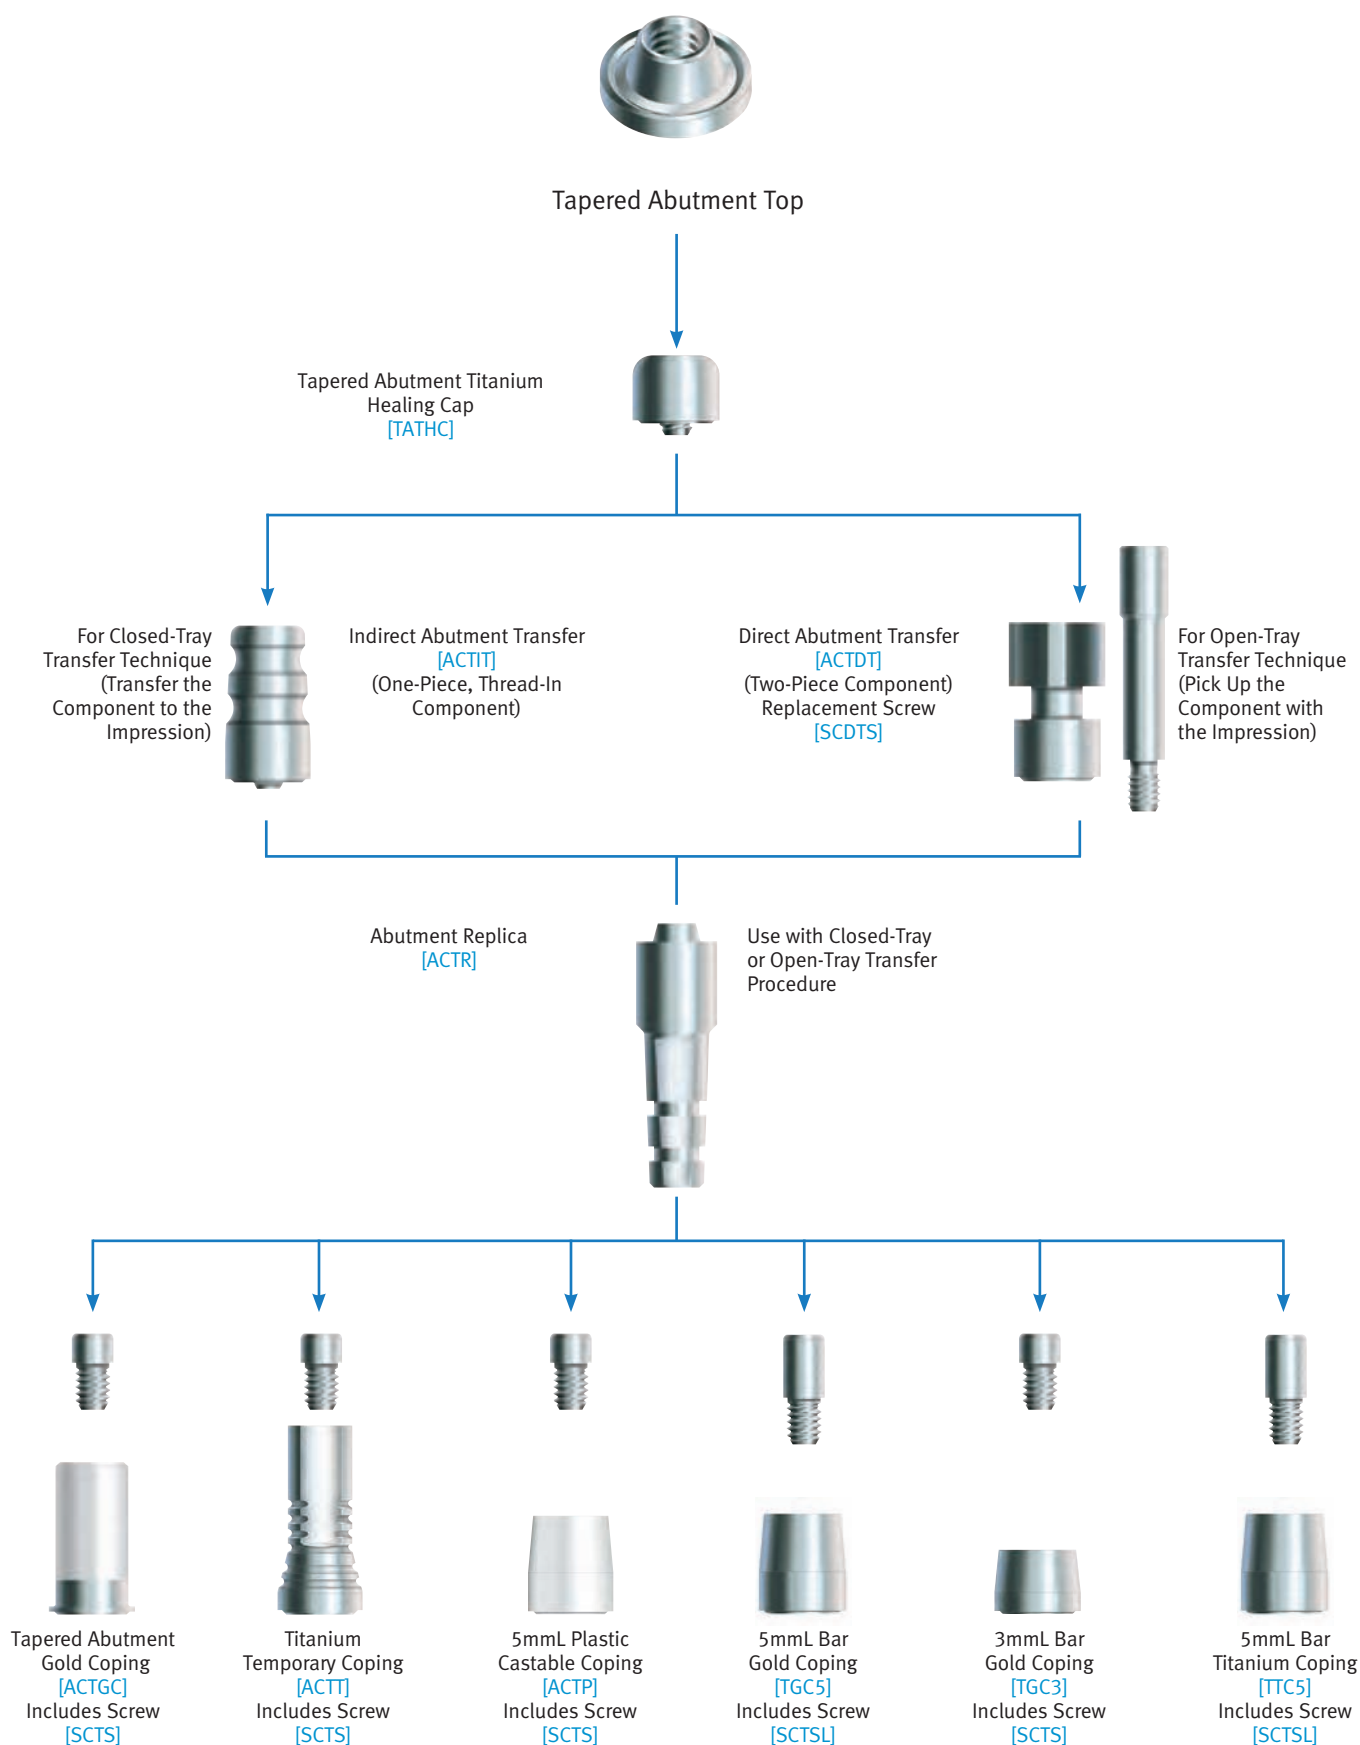 Tapered Abutment Top
Tapered Abutment Titanium
Healing Cap
[TATHC]
For Closed-Tray
Transfer Technique
(Transfer the
Component to the
Impression)
Indirect Abutment Transfer
[ACTIT]
(One-Piece, Thread-In
Component)
Direct Abutment Transfer
[ACTDT]
(Two-Piece Component)
Replacement Screw
[SCDTS]
For Open-Tray
Transfer Technique
(Pick Up the
Component with
the Impression)
Abutment Replica
[ACTR]
Use with Closed-Tray
or Open-Tray Transfer
Procedure
Tapered Abutment
Gold Coping
[ACTGC]
Includes Screw
[SCTS]
Titanium
Temporary Coping
[ACTT]
Includes Screw
[SCTS]
5mmL Plastic
Castable Coping
[ACTP]
Includes Screw
[SCTS]
5mmL Bar
Gold Coping
[TGC5]
Includes Screw
[SCTSL]
3mmL Bar
Gold Coping
[TGC3]
Includes Screw
[SCTS]
5mmL Bar
Titanium Coping
[TTC5]
Includes Screw
[SCTSL]